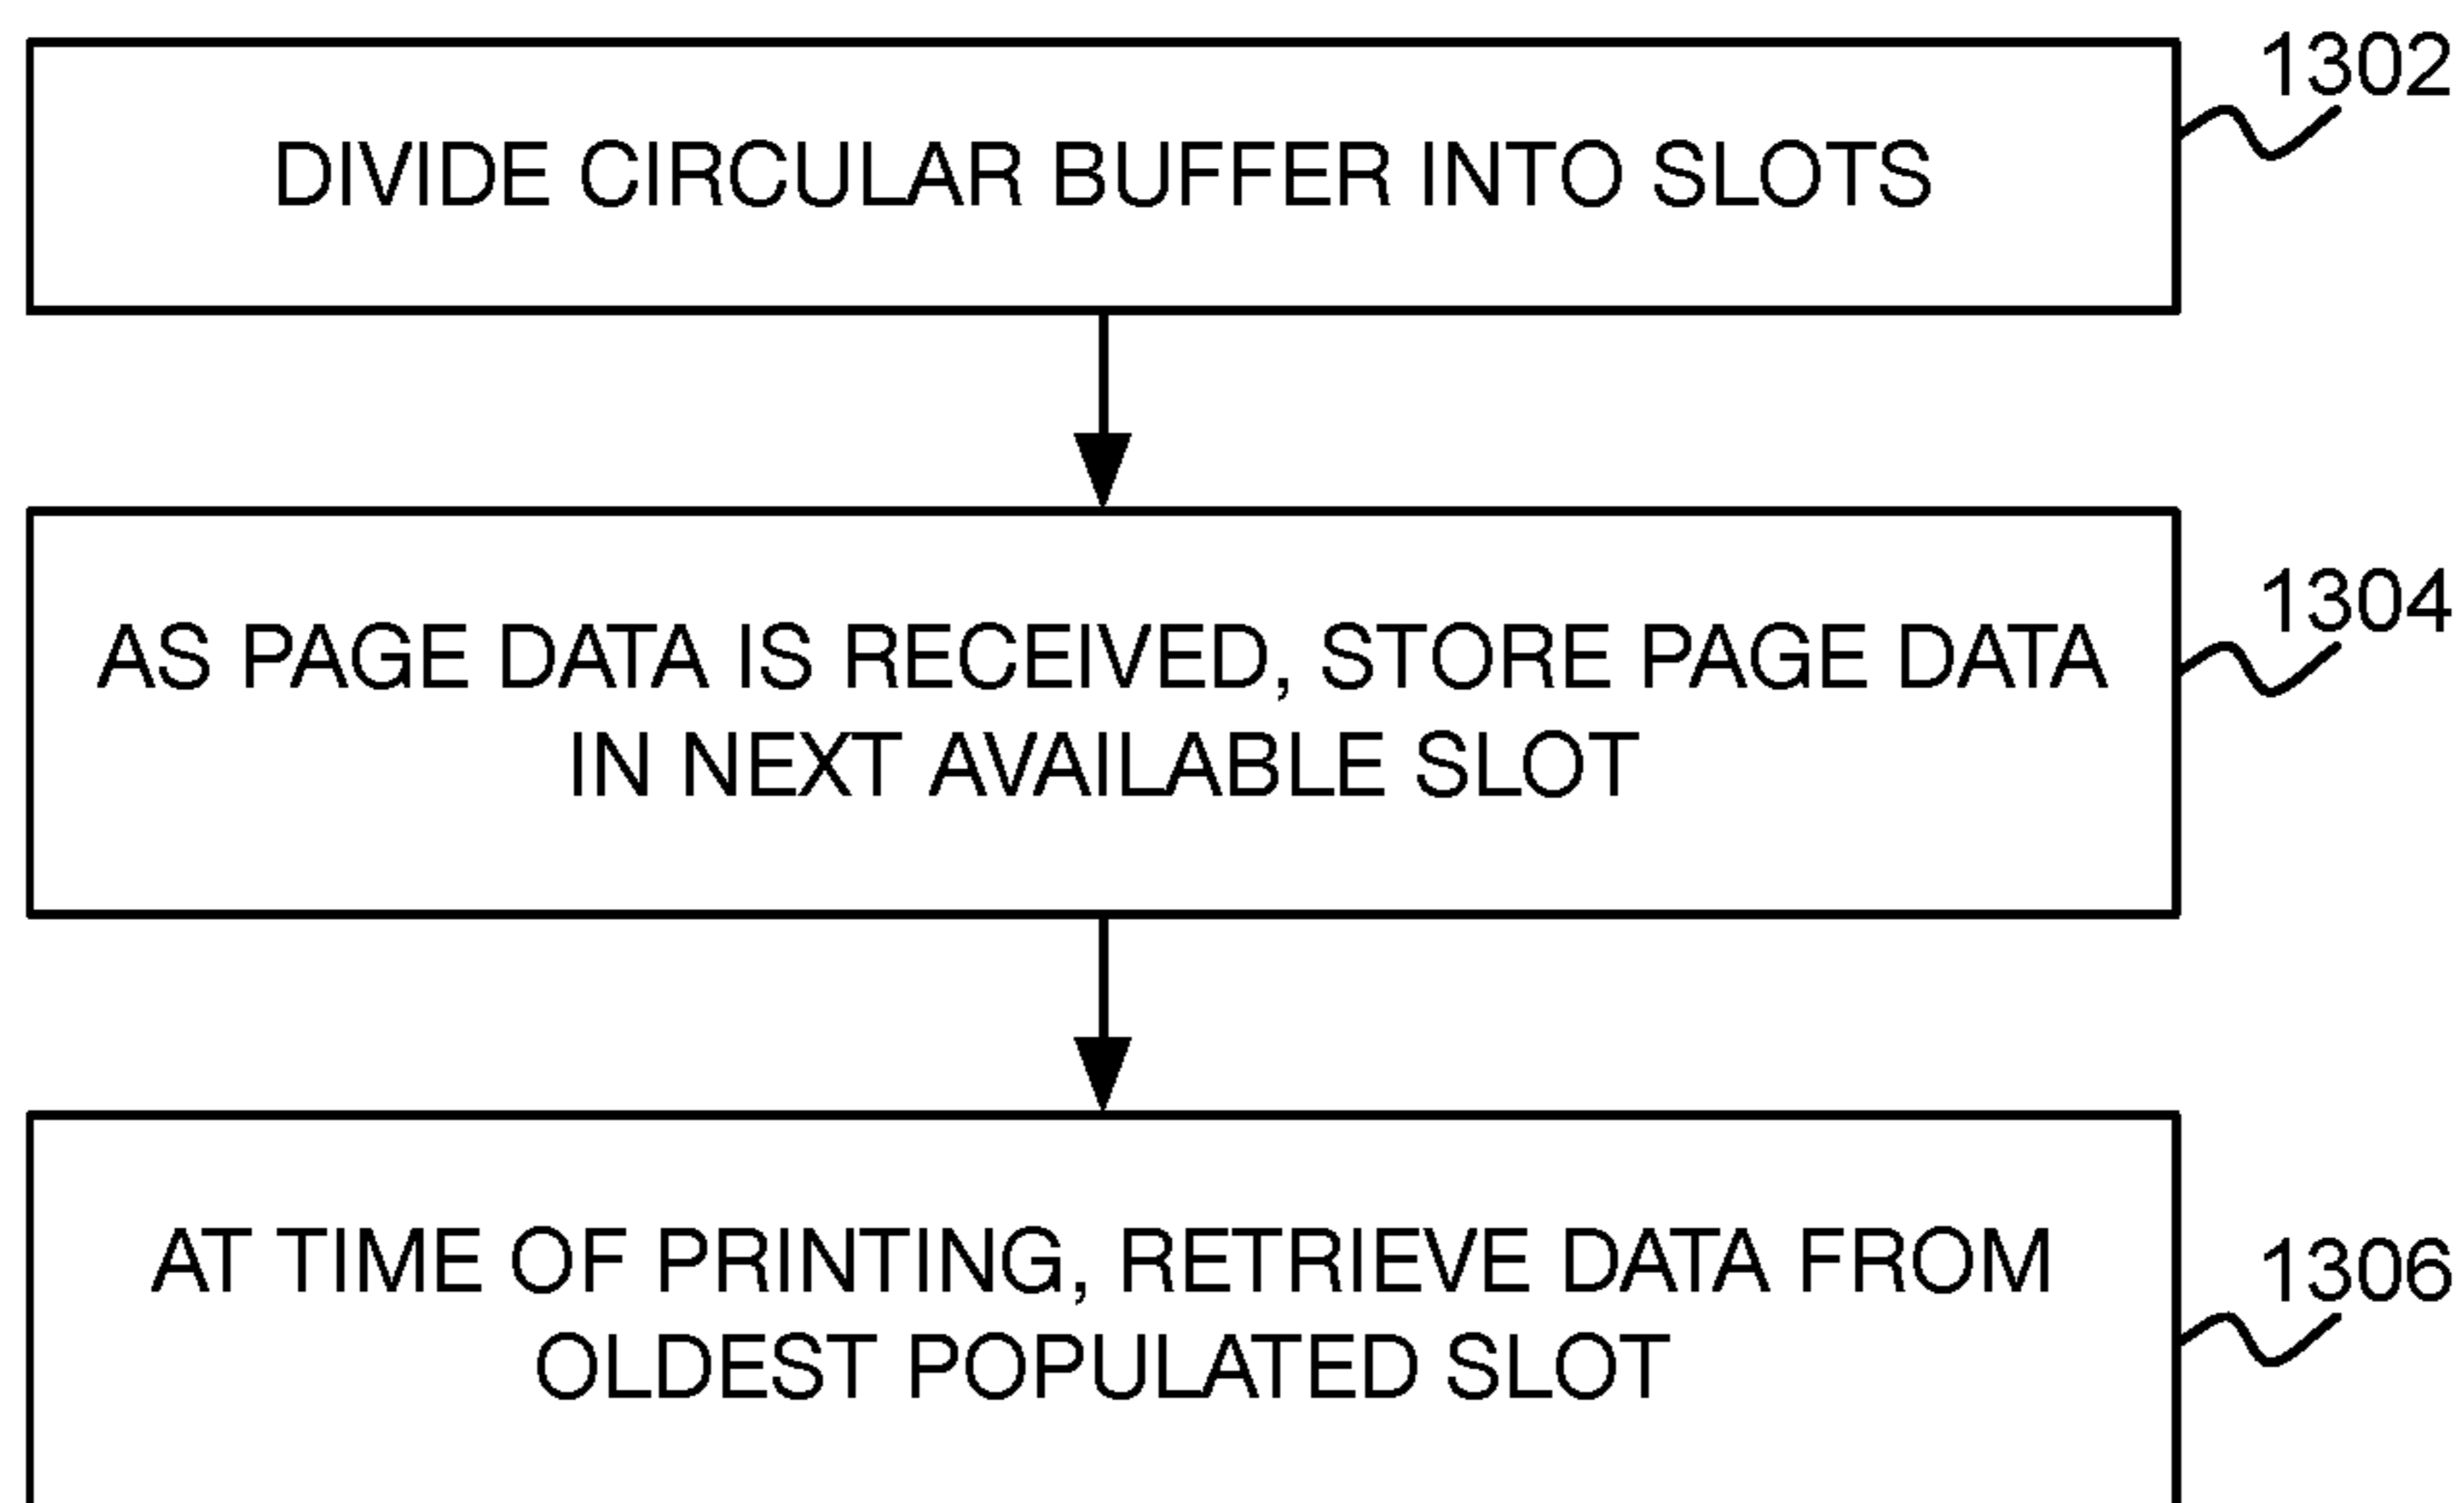 1302
DIVIDE CIRCULAR BUFFER INTO SLOTS
1304
AS PAGE DATA IS RECEIVED, STORE PAGE DATA
IN NEXT AVAILABLE SLOT
1306
AT TIME OF PRINTING, RETRIEVE DATA FROM
OLDEST POPULATED SLOT